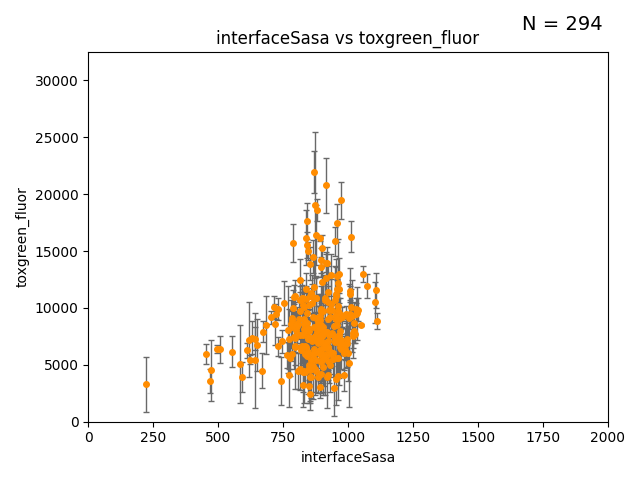 N = 294
interfaceSasa vs toxgreen_fluor
toxgreen_fluor
30000
25000
20000
15000
10000
5000
0
0 250 500 750 1000 1250 1500 1750 2000
interfaceSasa